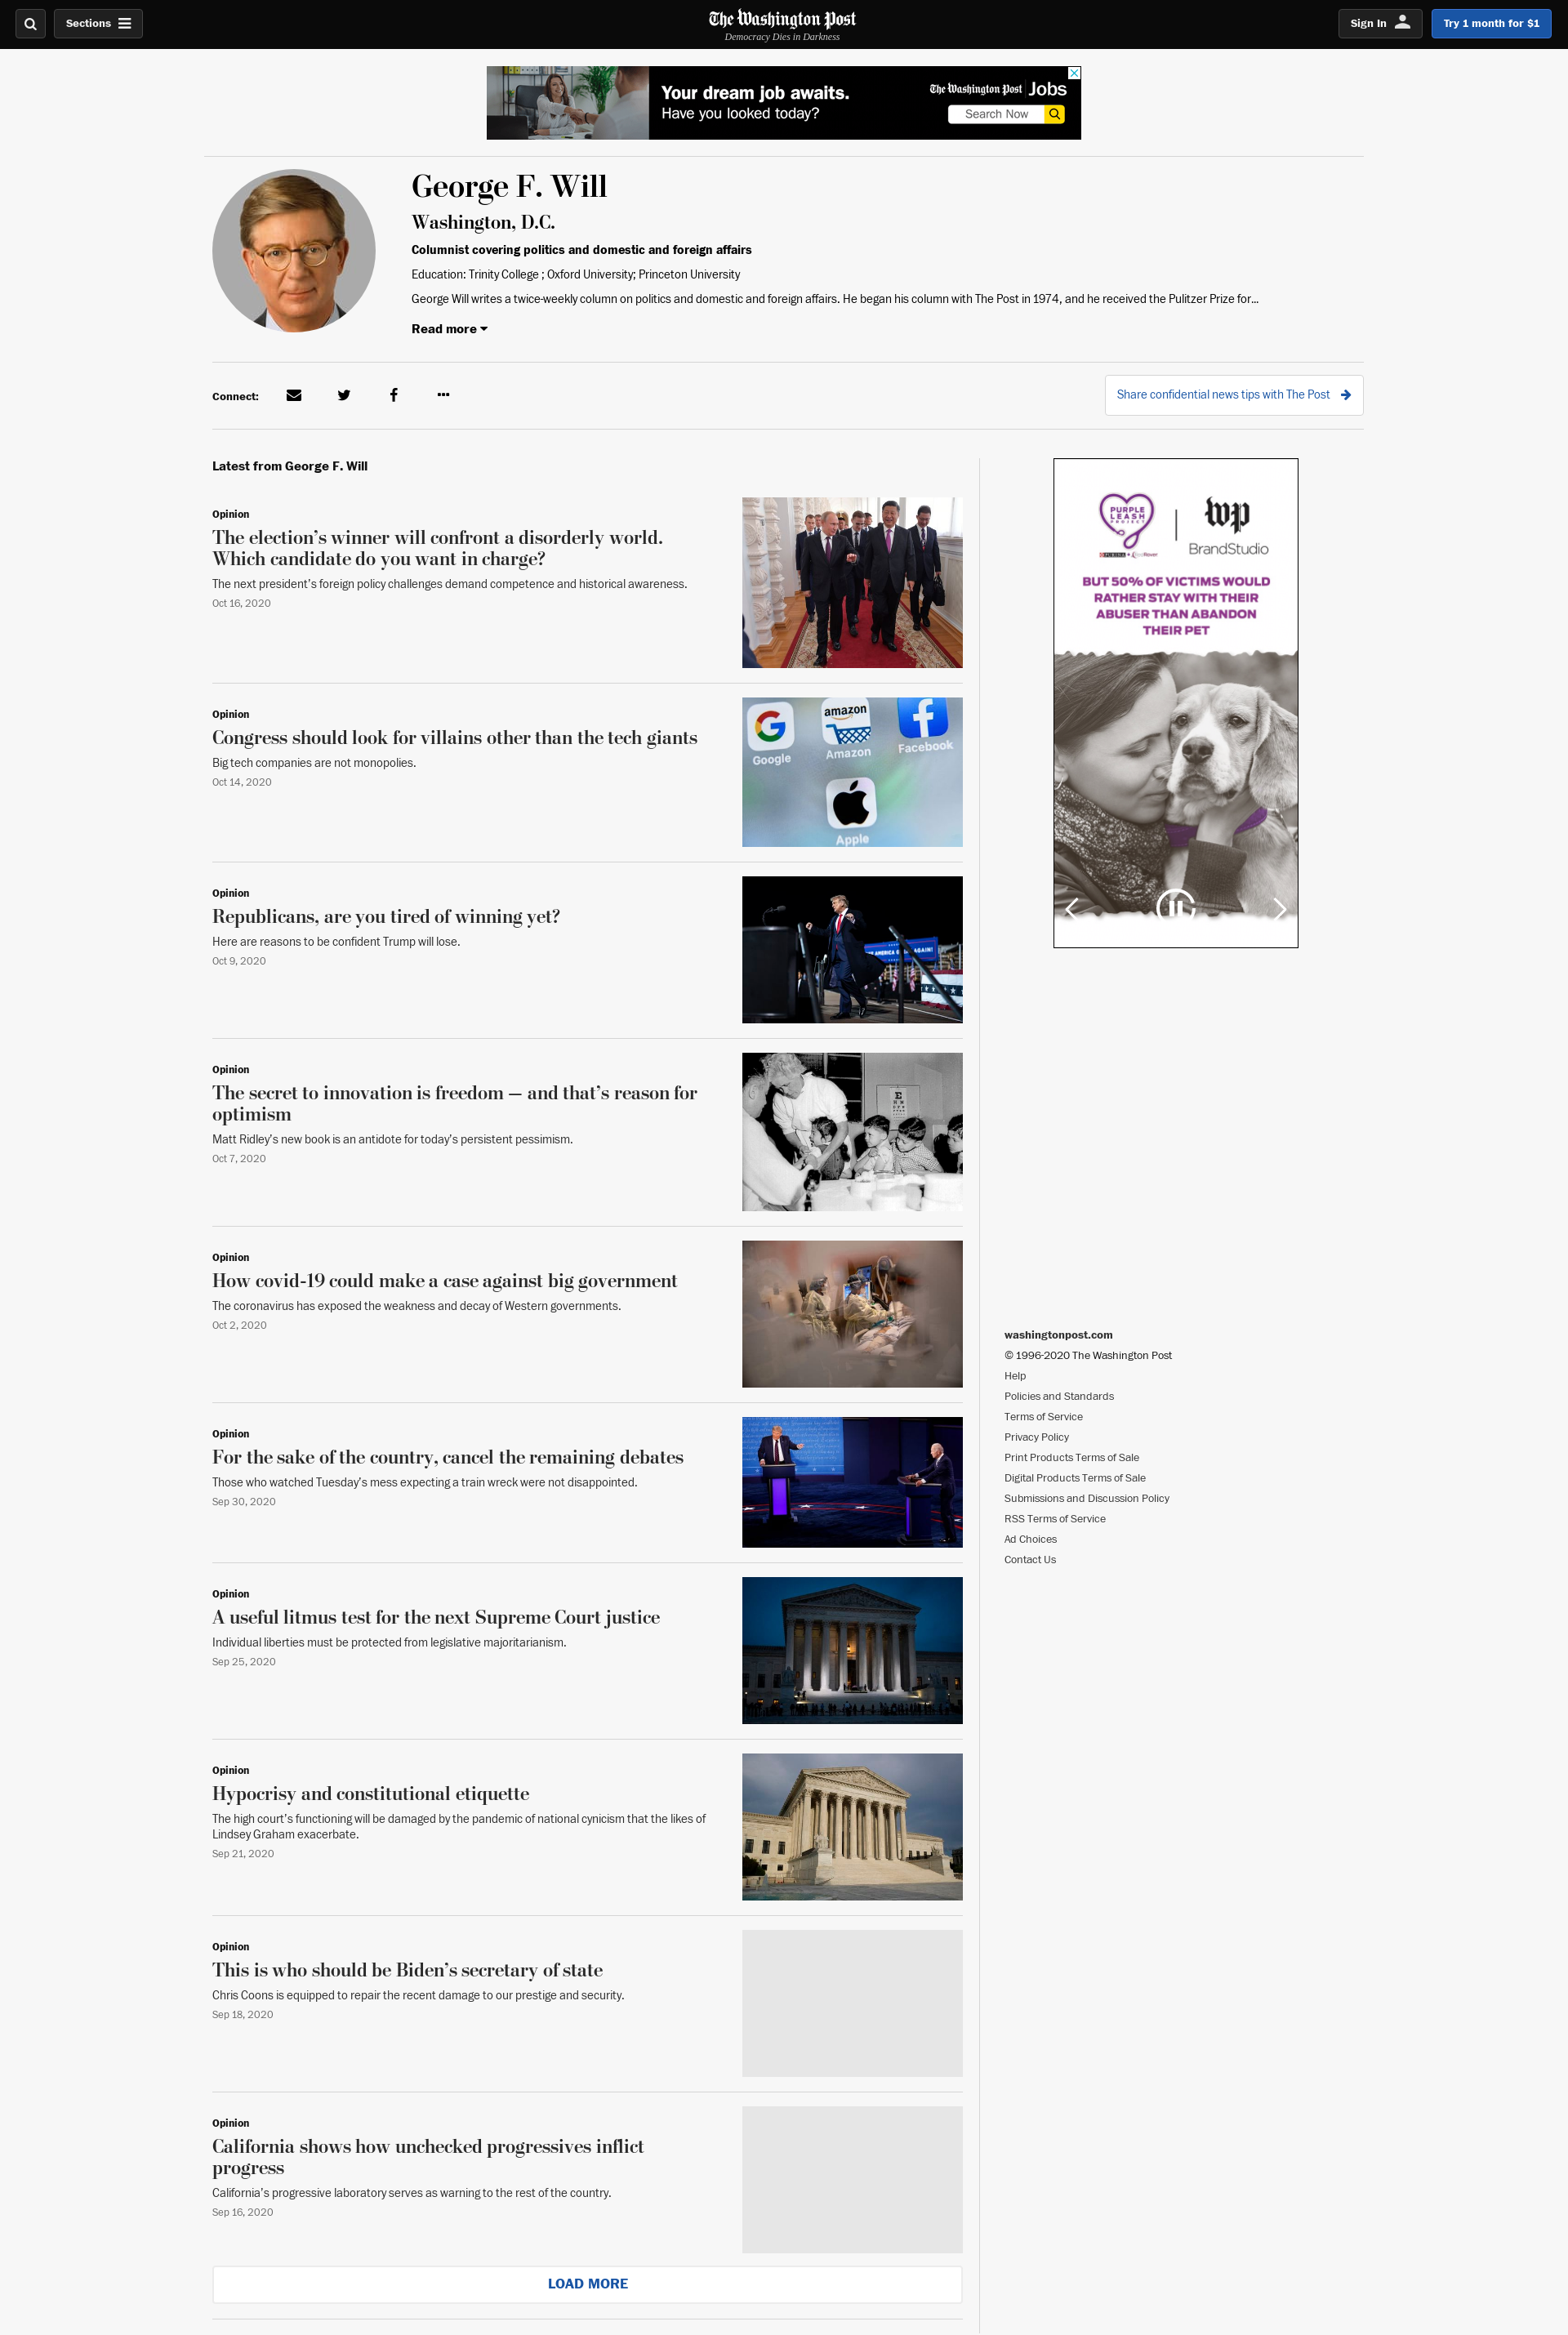 Sections
The Washington Post
Democracy Dies in Darkness
Sign In
Try 1 month for $1
Your dream job awaits.
Have you looked today?
The Washington Post Jobs
Search Now
George F. Will
Washington, D.C.
Columnist covering politics and domestic and foreign affairs
Education: Trinity College ; Oxford University; Princeton University
George Will writes a twice-weekly column on politics and domestic and foreign affairs. He began his column with The Post in 1974, and he received the Pulitzer Prize for...
Read more
Connect:
Share confidential news tips with The Post
Latest from George F. Will
Opinion
The election’s winner will confront a disorderly world.
Which candidate do you want in charge?
The next president’s foreign policy challenges demand competence and historical awareness.
Oct 16, 2020
Opinion
Congress should look for villains other than the tech giants
Big tech companies are not monopolies.
Oct 14, 2020
amazon
Google
Amazon
Facebook
Apple
Opinion
Republicans, are you tired of winning yet?
Here are reasons to be confident Trump will lose.
Oct 9, 2020
AMERICA AGAIN!
Opinion
The secret to innovation is freedom — and that’s reason for
optimism
Matt Ridley’s new book is an antidote for today’s persistent pessimism.
Oct 7, 2020
E
Opinion
How covid-19 could make a case against big government
The coronavirus has exposed the weakness and decay of Western governments.
Oct 2, 2020
Opinion
For the sake of the country, cancel the remaining debates
Those who watched Tuesday’s mess expecting a train wreck were not disappointed.
Sep 30, 2020
Opinion
A useful litmus test for the next Supreme Court justice
Individual liberties must be protected from legislative majoritarianism.
Sep 25, 2020
Opinion
Hypocrisy and constitutional etiquette
The high court’s functioning will be damaged by the pandemic of national cynicism that the likes of
Lindsey Graham exacerbate.
Sep 21, 2020
Opinion
This is who should be Biden’s secretary of state
Chris Coons is equipped to repair the recent damage to our prestige and security.
Sep 18, 2020
Opinion
California shows how unchecked progressives inflict
progress
California’s progressive laboratory serves as warning to the rest of the country.
Sep 16, 2020
LOAD MORE
PURPLE
LEASH
PROJECT
wp
BrandStudio
BUT 50% OF VICTIMS WOULD
RATHER STAY WITH THEIR
ABUSER THAN ABANDON
THEIR PET
washingtonpost.com
© 1996-2020 The Washington Post
Help
Policies and Standards
Terms of Service
Privacy Policy
Print Products Terms of Sale
Digital Products Terms of Sale
Submissions and Discussion Policy
RSS Terms of Service
Ad Choices
Contact Us